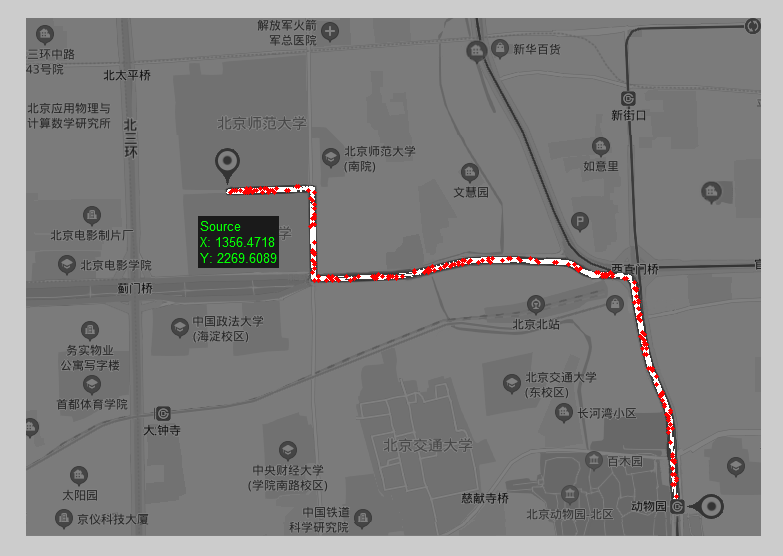 解放军火箭
军总医院
三环中路
43号院
新华百货
北太平桥
北京应用物理与
计算数学研究所
北三环
北京师范大学
新街口
北京师范大学
(南院)
如意里
文慧园
P
Source
X: 1356.4718
Y: 2269.6089
学
北京电影制片厂
北京电影学院
蓟门桥
西直门桥
官
中国政法大学
(海淀校区)
北京北站
务实物业
公寓写字楼
首都体育学院
北京交通大学
(东校区)
长河湾小区
大钟寺
北京交通大学
中央财经大学
(学院南路校区)
百木园
太阳园
慈献寺桥
动物园
北京动物园-北区
京仪科技大厦
中国铁道
科学研究院